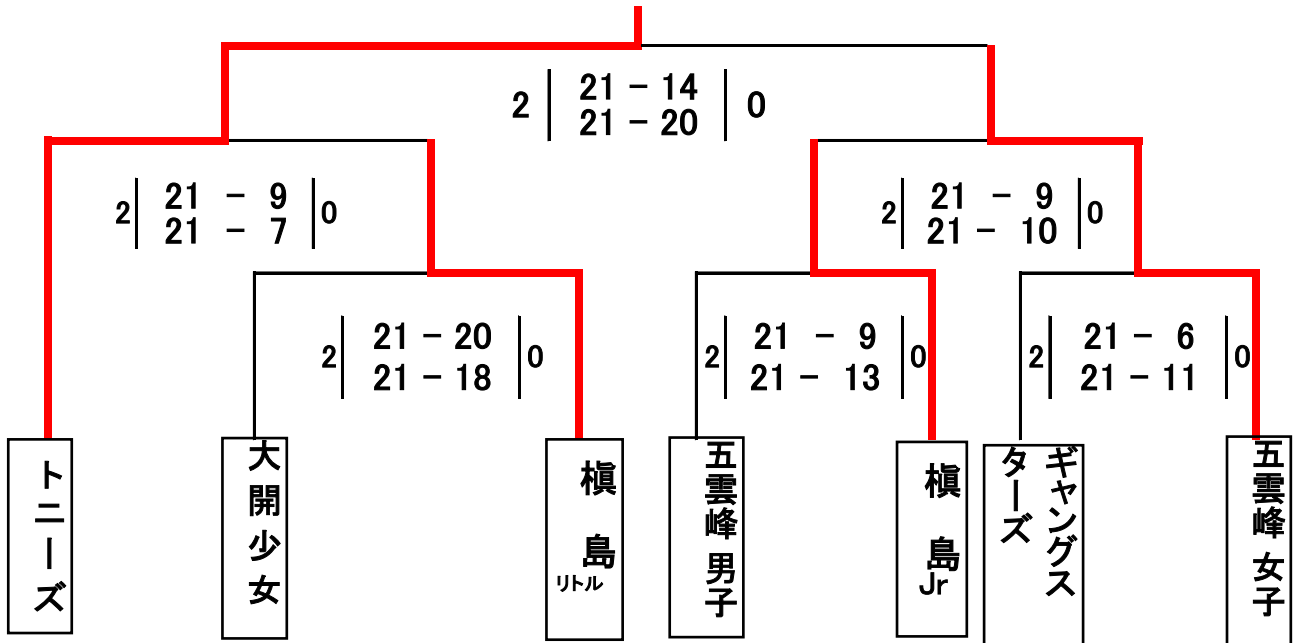 21 - 14
2 0
21 - 20
21 - 9
2 0
21 - 7
21 - 9
2 0
21 - 10
21 - 20
2 0
21 - 18
21 - 9
2 0
21 - 13
21 - 6
2 0
21 - 11
トニーズ
大開少女
槇島
リトル
五雲峰男子
槇島
Jr
ギャングス
ターズ
五雲峰女子